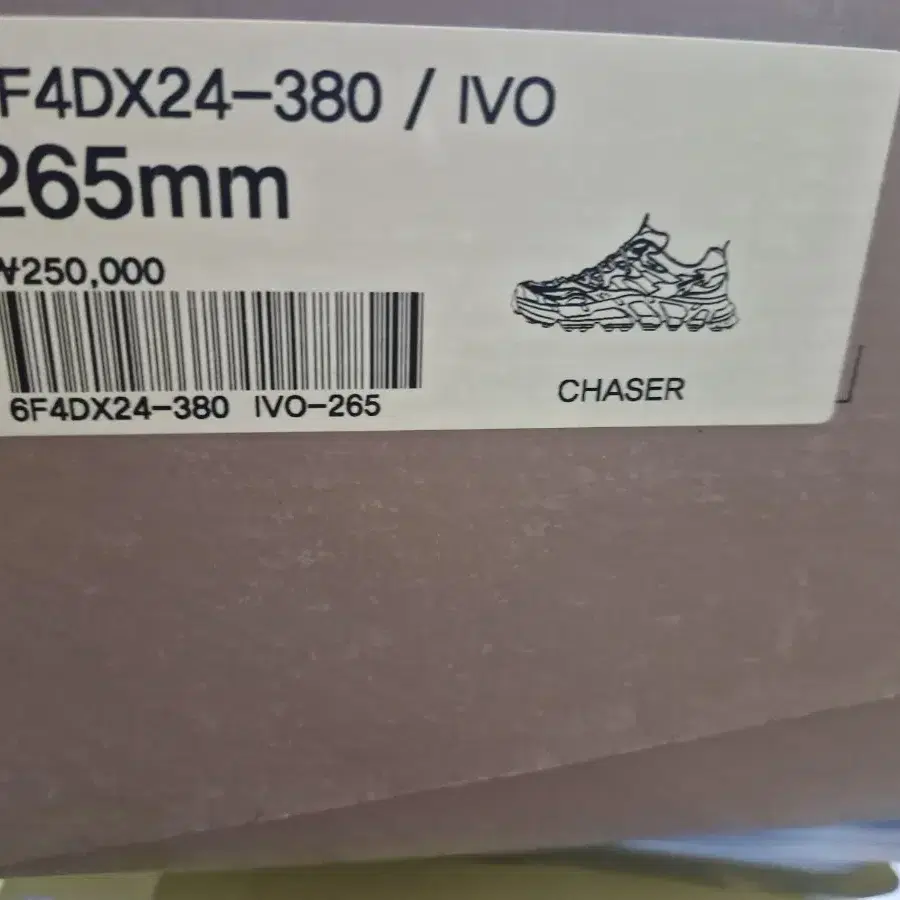 F4DX24-380 / IVO
265mm
₩250,000
6F4DX24-380 IVO-265
CHASER